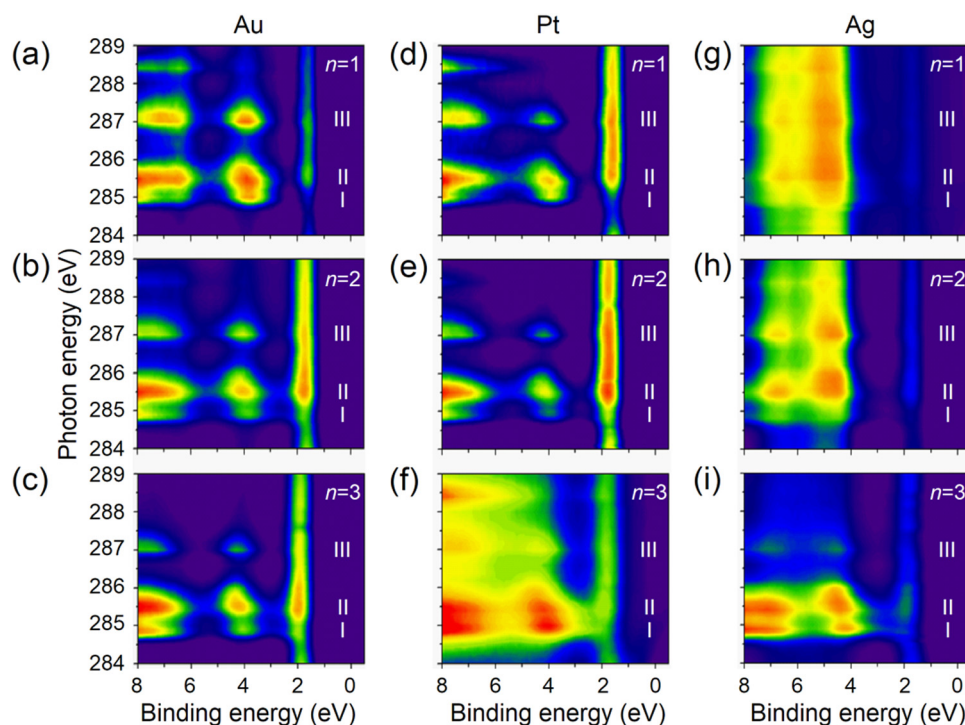 Au Pt Ag
(a) 289 288 287 286 285 284 n=1 III II I
(d) n=1 III II I
(g) n=1 III II I
(b) 289 288 287 286 285 284 n=2 III II I
(e) n=2 III II I
(h) n=2 III II I
(c) 289 288 287 286 285 284 n=3 III II I
(f) n=3 III II I
(i) n=3 III II I
Photon energy (eV)
8 6 4 2 0 8 6 4 2 0 8 6 4 2 0
Binding energy (eV) Binding energy (eV) Binding energy (eV)